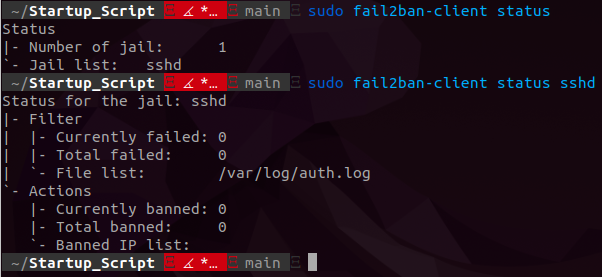 ~/Startup_Script ∡ *… main sudo fail2ban-client status
Status
|- Number of jail:      1
`- Jail list:   sshd
~/Startup_Script ∡ *… main sudo fail2ban-client status sshd
Status for the jail: sshd
|- Filter
|  |- Currently failed: 0
|  |- Total failed:     0
|  `- File list:        /var/log/auth.log
`- Actions
   |- Currently banned: 0
   |- Total banned:     0
   `- Banned IP list:
~/Startup_Script ∡ *… main